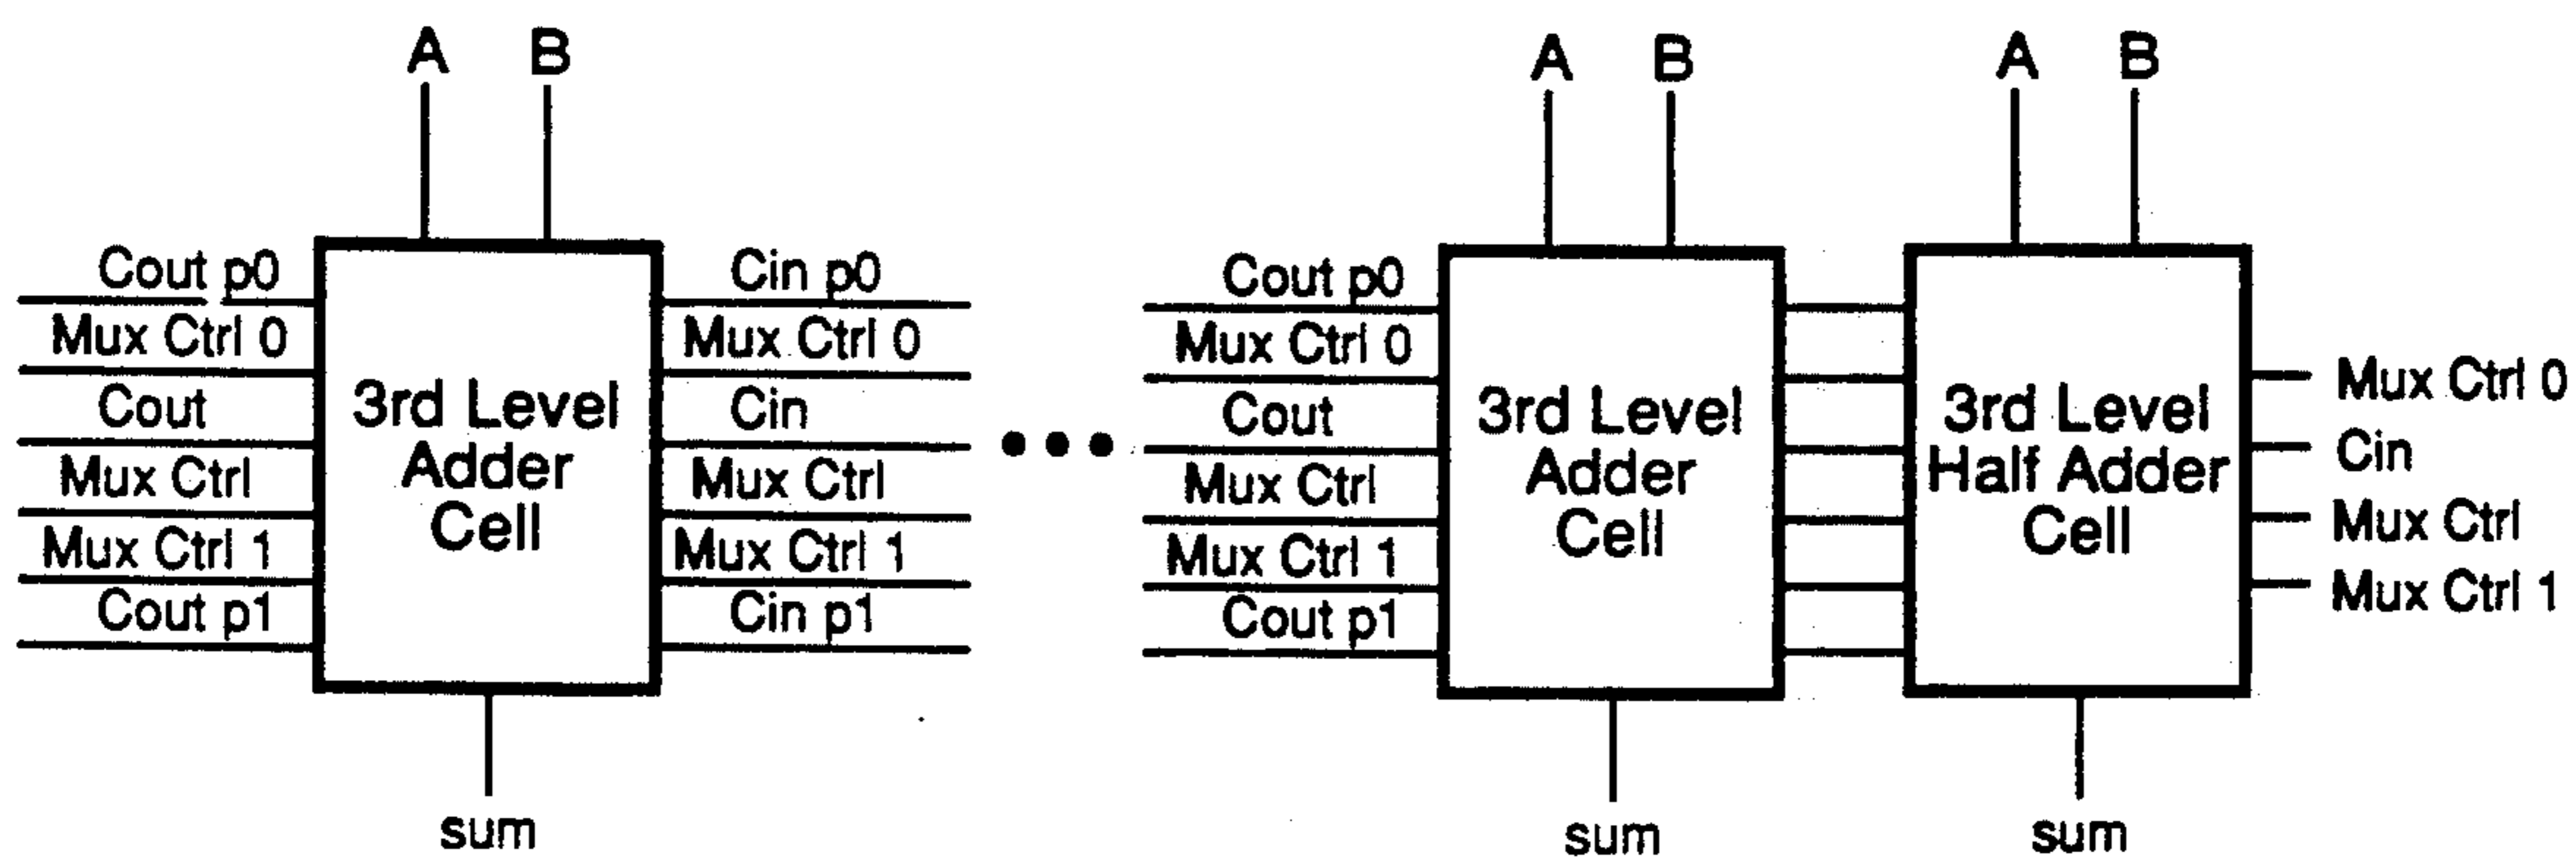 A B
A B
A B
Cout p0
Mux Ctrl 0
Cout
Mux Ctrl
Mux Ctrl 1
Cout p1
3rd Level
Adder
Cell
Cin p0
Mux Ctrl 0
Cin
Mux Ctrl
Mux Ctrl 1
Cin p1
Cout p0
Mux Ctrl 0
Cout
Mux Ctrl
Mux Ctrl 1
Cout p1
3rd Level
Adder
Cell
3rd Level
Half Adder
Cell
Mux Ctrl 0
Cin
Mux Ctrl
Mux Ctrl 1
sum
sum
sum